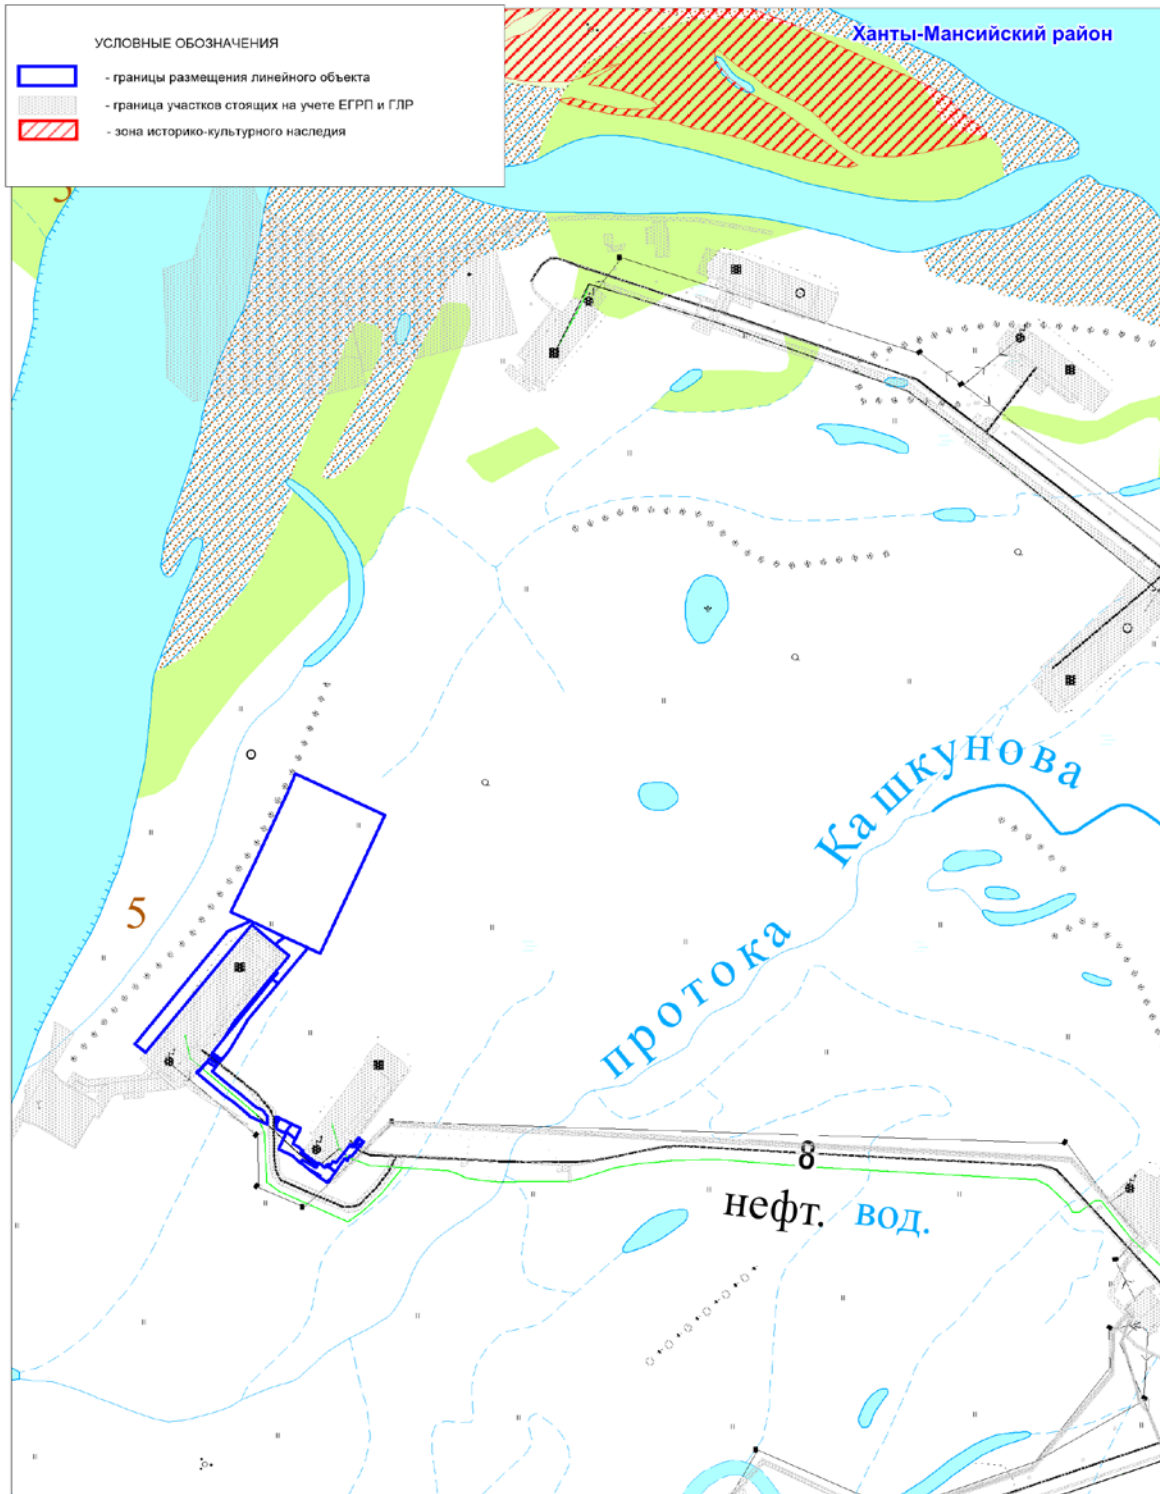 УСЛОВНЫЕ ОБОЗНАЧЕНИЯ
- границы размещения линейного объекта
- граница участков стоящих на учете ЕГРП и ГЛР
- зона историко-культурного наследия
Ханты-Мансийский район
5
протока Кашкунова
5
8
нефт. вод.